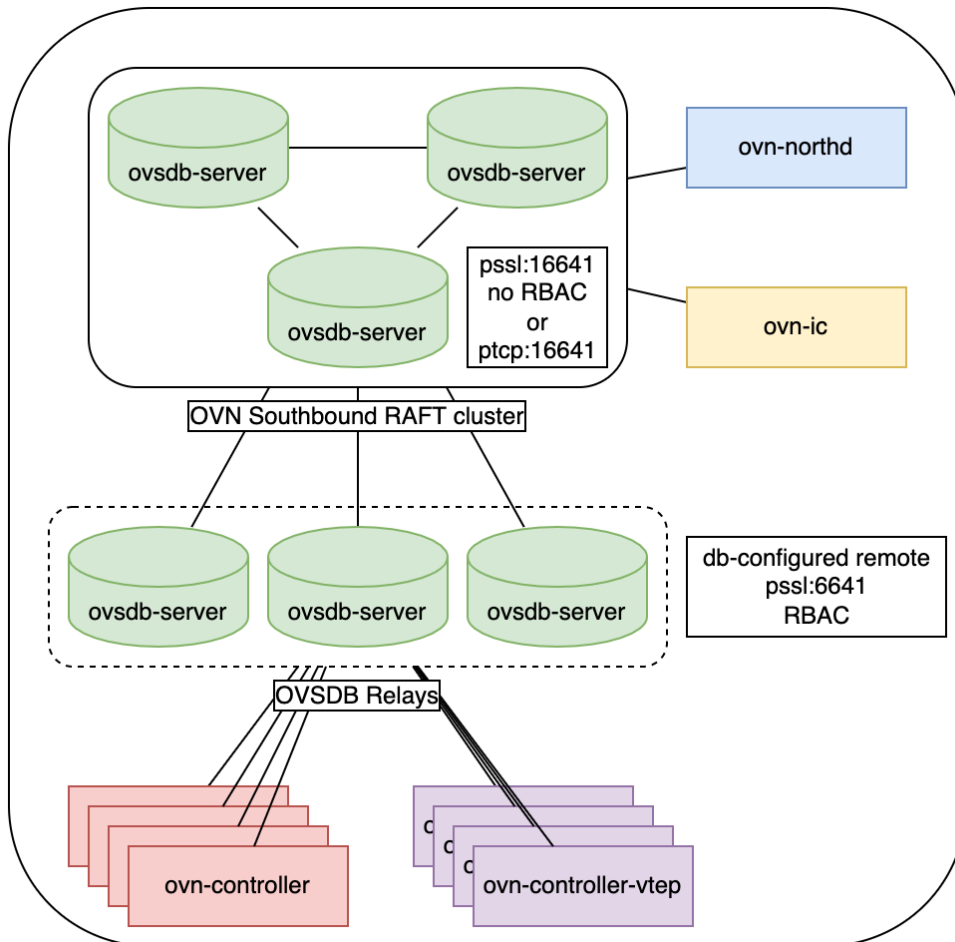 ovsdb-server
ovsdb-server
ovn-northd
ovsdb-server
pssl:16641
no RBAC
or
ptcp:16641
ovn-ic
OVN Southbound RAFT cluster
ovsdb-server
ovsdb-server
ovsdb-server
db-configured remote
pssl:6641
RBAC
OVSDB Relays
ovn-controller
ovn-controller-vtep